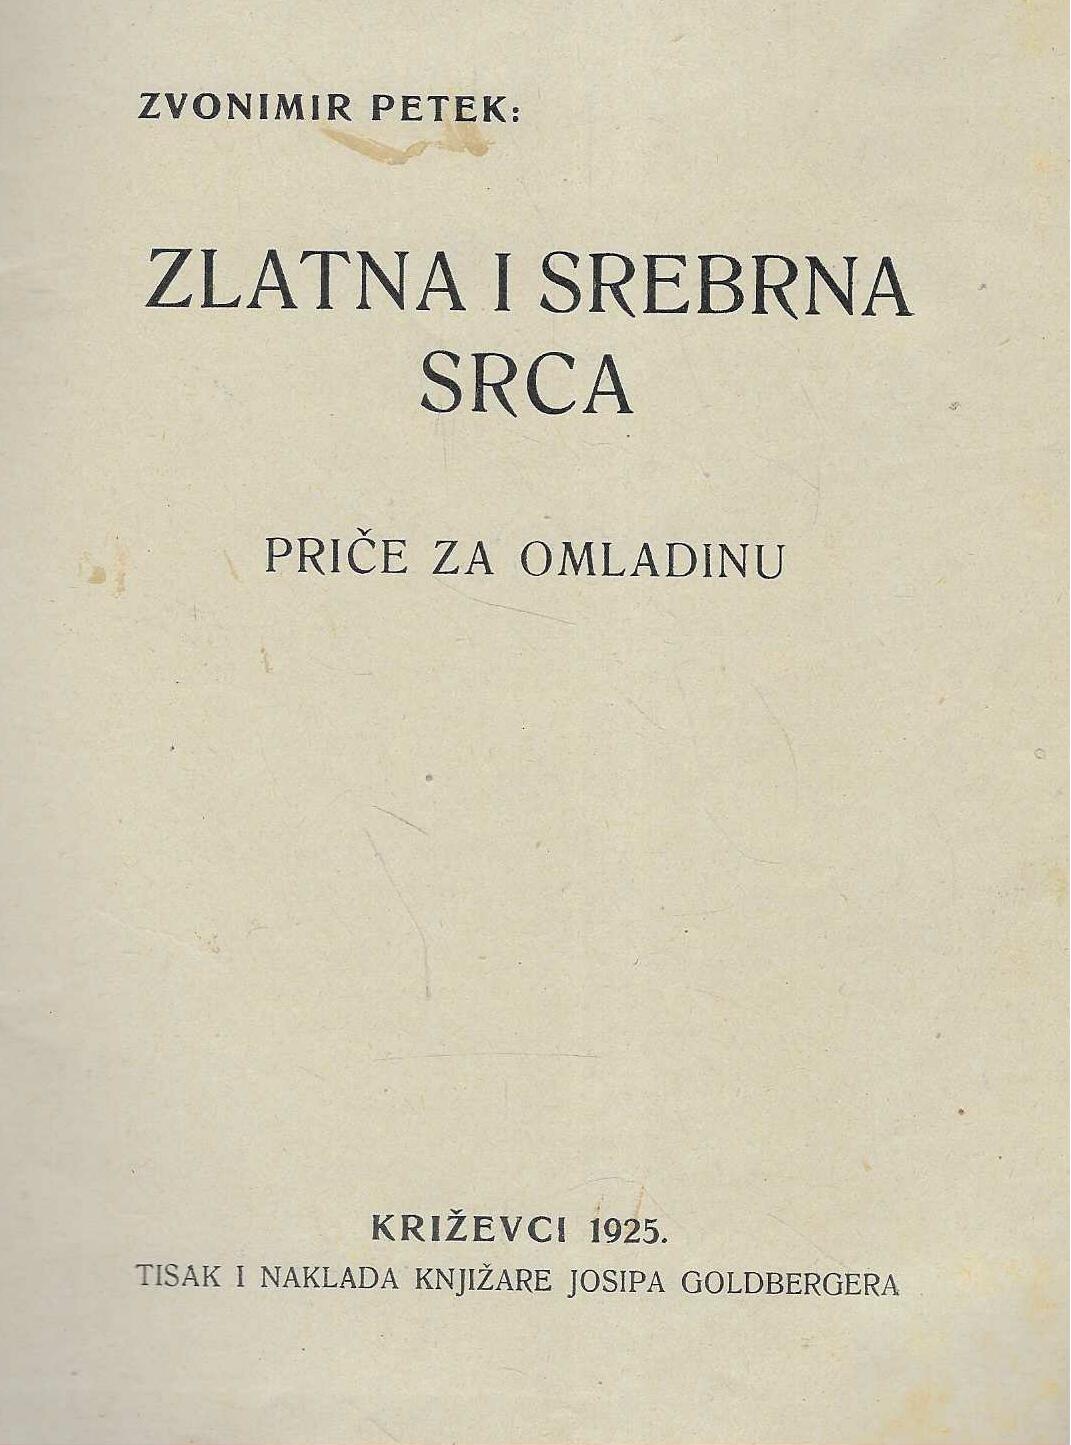 ZVONIMIR PETEK:
ZLATNA I SREBRNA
SRCA
PRIČE ZA OMLADINU
KRIŽEVCI 1925.
TISAK I NAKLADA KNJIŽARE JOSIPA GOLDBERGERA